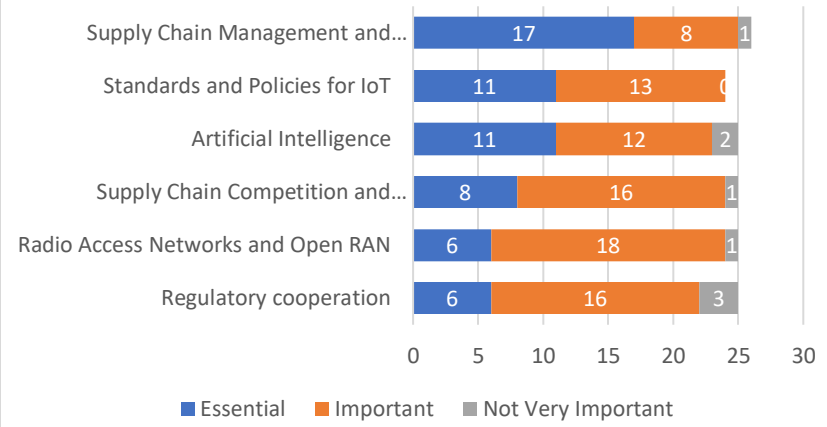 Supply Chain Management and... 17 8 1
Standards and Policies for IoT 11 13 0
Artificial Intelligence 11 12 2
Supply Chain Competition and... 8 16 1
Radio Access Networks and Open RAN 6 18 1
Regulatory cooperation 6 16 3
0 5 10 15 20 25 30
Essential Important Not Very Important